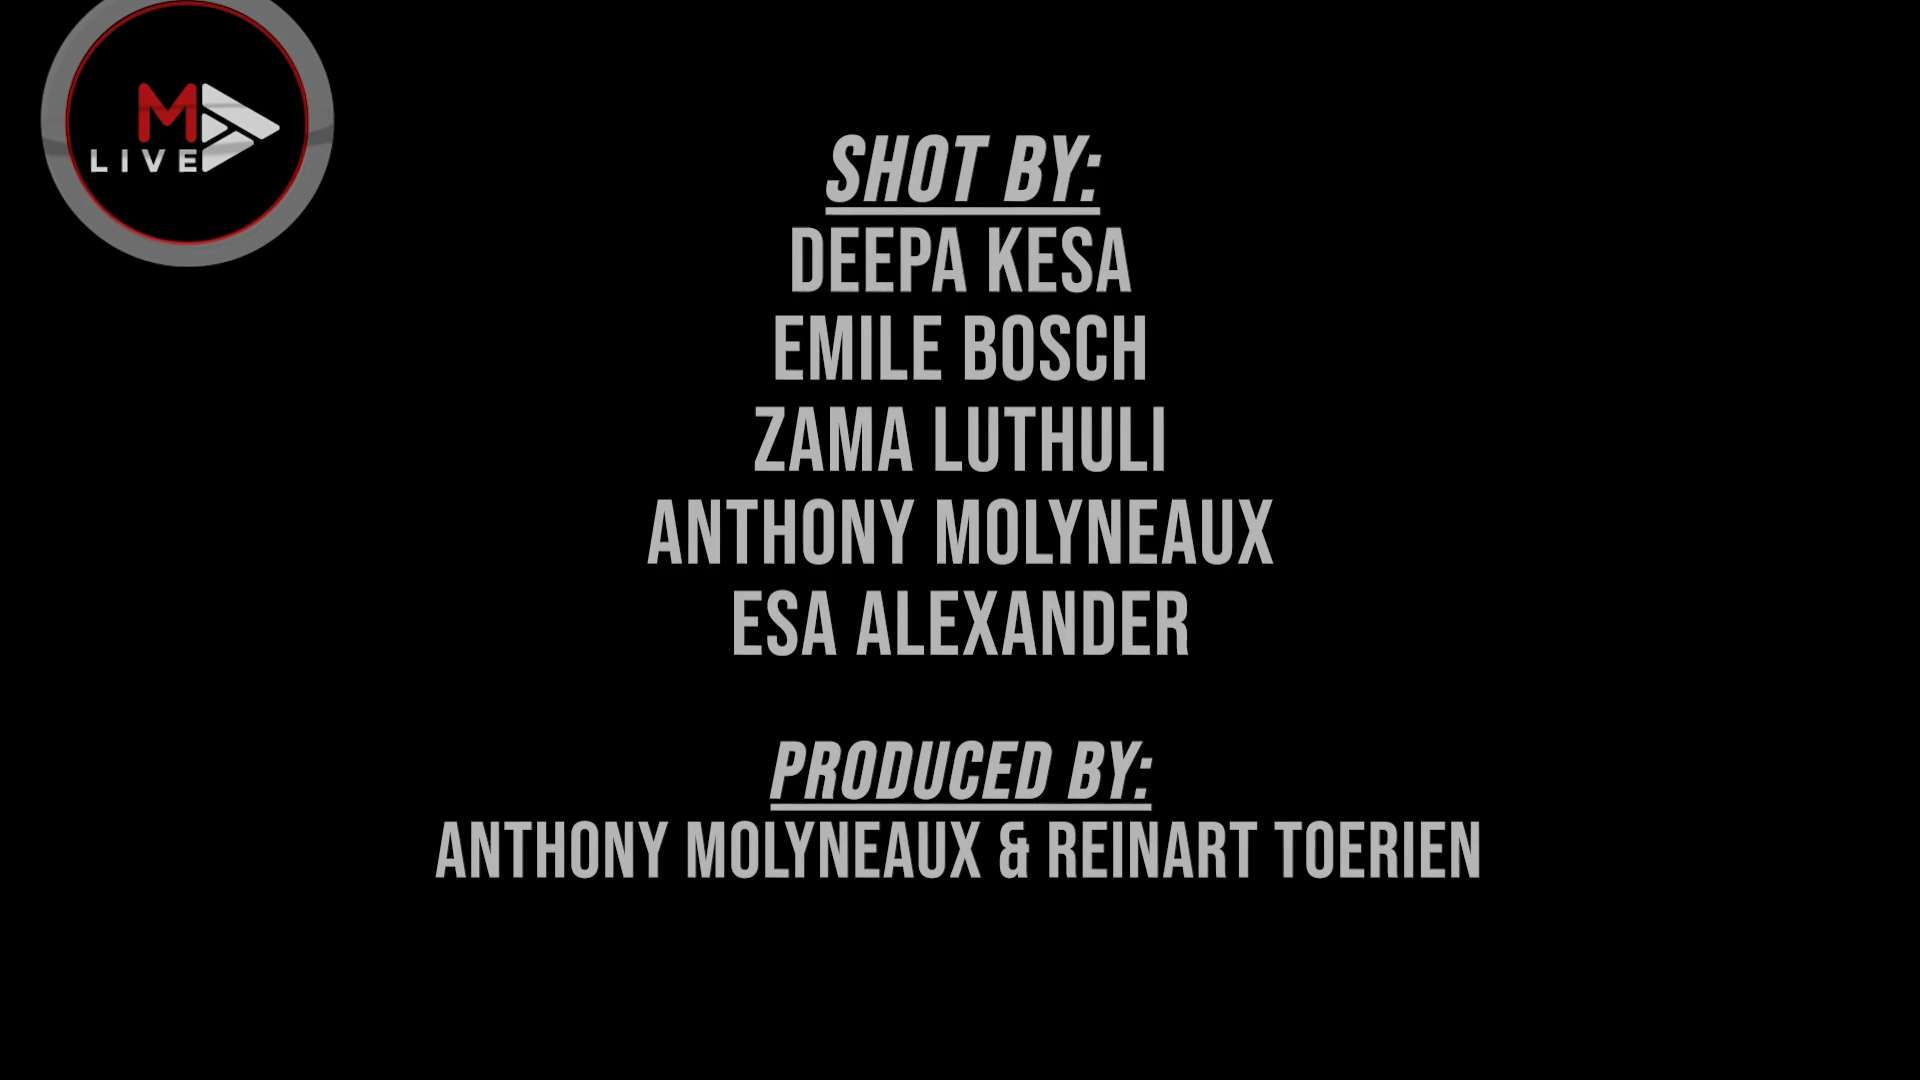 M
LIVE
SHOT BY:
DEEPA KESA
EMILE BOSCH
ZAMA LUTHULI
ANTHONY MOLYNEAUX
ESA ALEXANDER
PRODUCED BY:
ANTHONY MOLYNEAUX & REINART TOERIEN